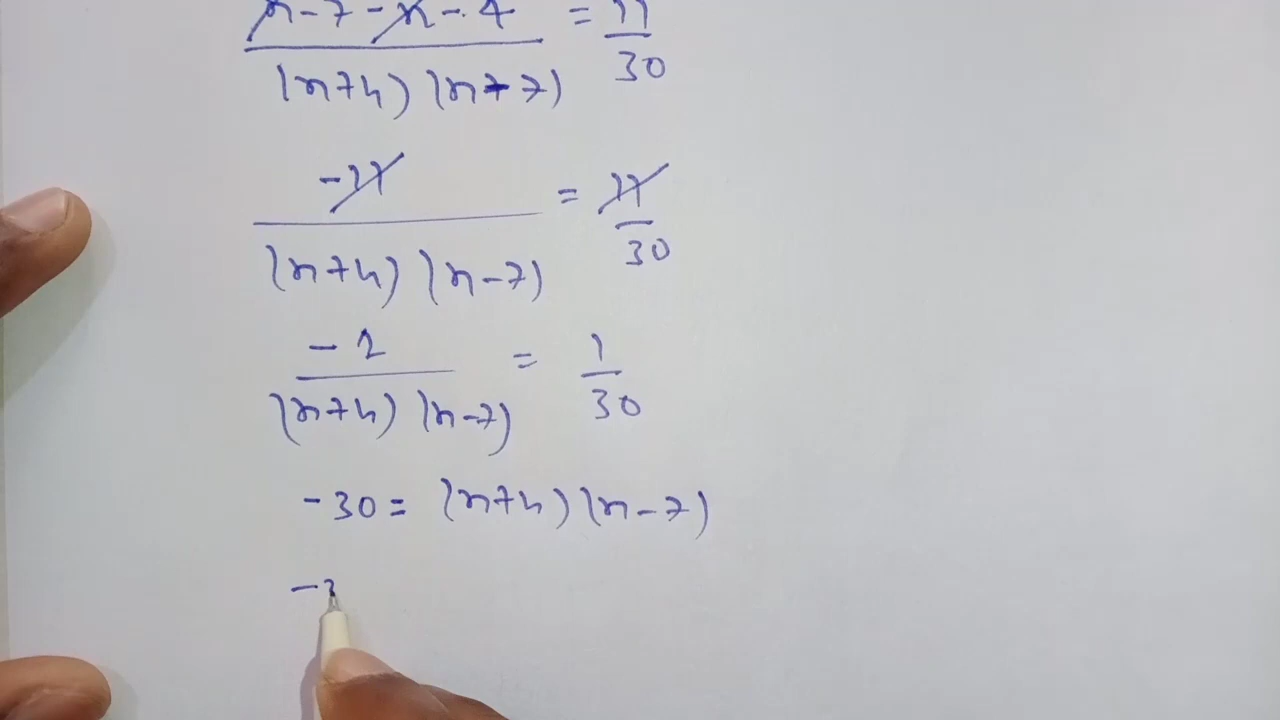 x-7-x-4 = 11
(x+4) (x-7) 30
-11 = 11
(x+4) (x-7) 30
-1 = 1
(x+4) (x-7) 30
-30 = (x+4) (x-7)
-3